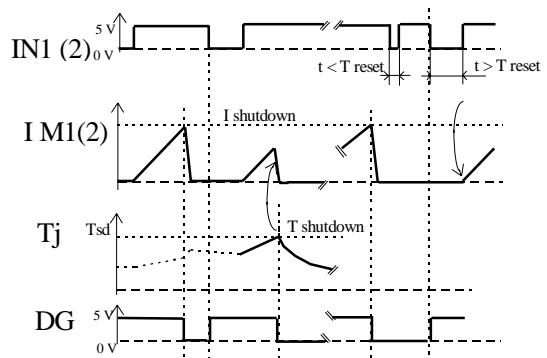 5 V
IN1 (2)
0 V
t < T reset
t > T reset
I shutdown
I M1(2)
Tj
Tsd
T shutdown
DG
5 V
0 V